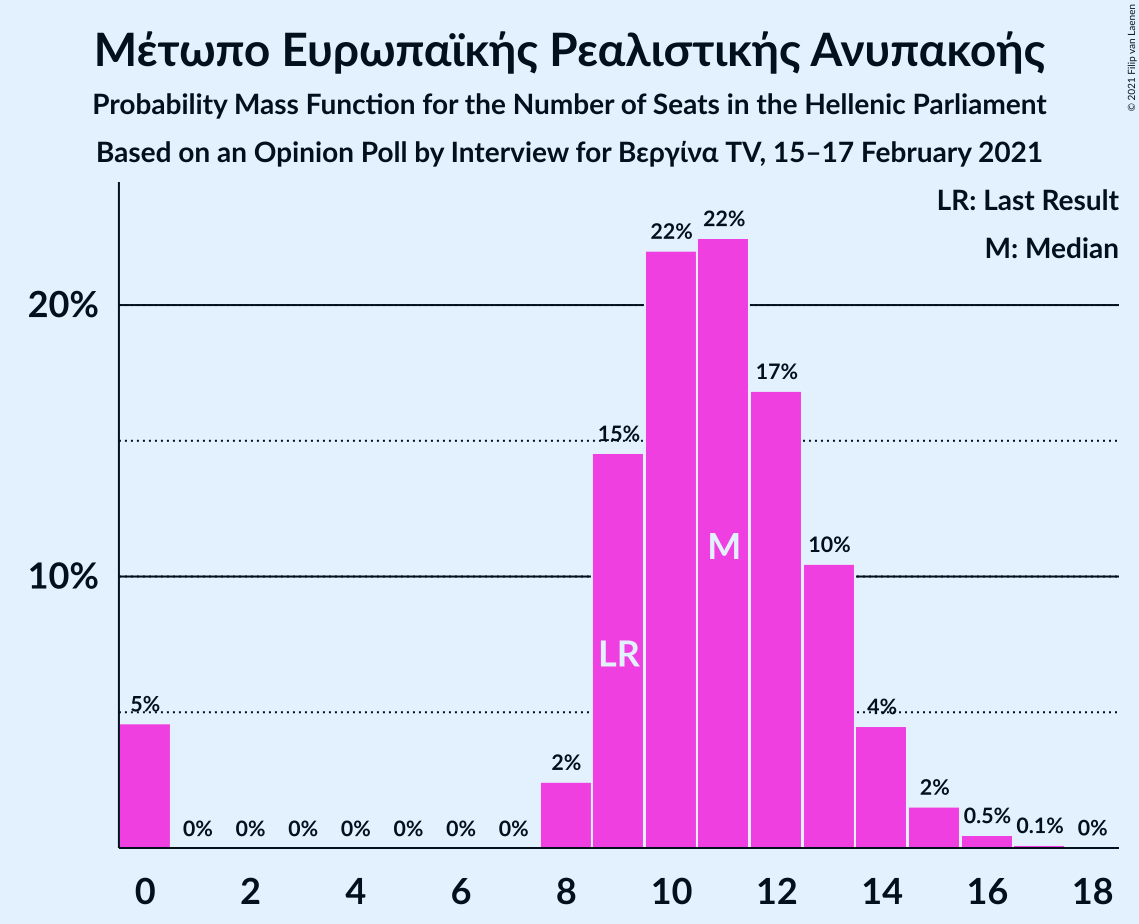 Μέτωπο Ευρωπαϊκής Ρεαλιστικής Ανυπακοής
Probability Mass Function for the Number of Seats in the Hellenic Parliament
Based on an Opinion Poll by Interview for Βεργίνα TV, 15–17 February 2021
© 2021 Filip van Laenen
LR: Last Result
M: Median
22%
22%
20%
17%
15%
M
10%
10%
LR
5%
4%
2%
2%
0.5%
0.1%
0% 0% 0% 0% 0% 0% 0% 0%
0 2 4 6 8 10 12 14 16 18